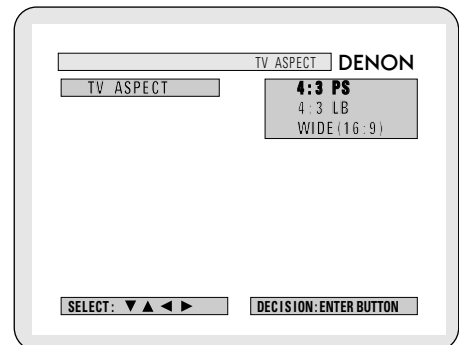 TV ASPECT DENON
TV ASPECT
4:3 PS
4:3 LB
WIDE(16:9)
SELECT: ▼ ▲ ◀ ▶ DECISION:ENTER BUTTON